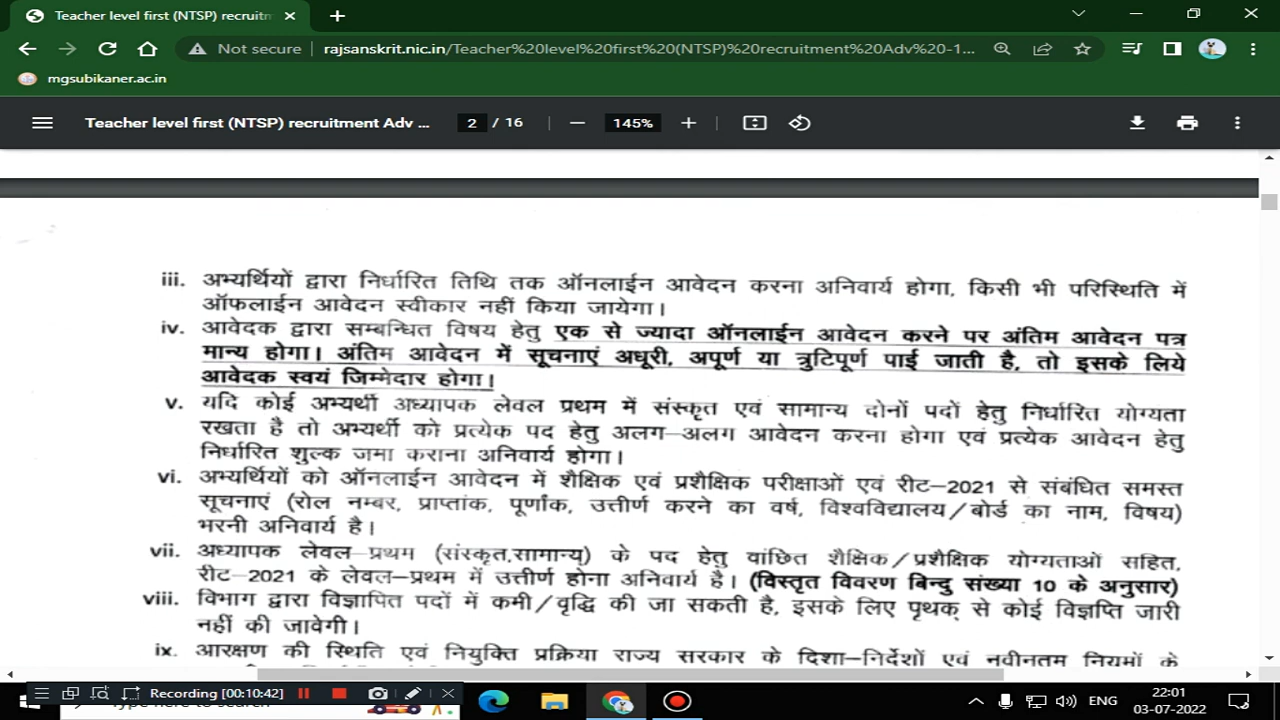 Teacher level first (NTSP) recruitm
Not secure
rajsanskrit.nic.in/Teacher%20level%20first%20(NTSP)%20recruitment%20Adv%20-1...
mgsubikaner.ac.in
Teacher level first (NTSP) recruitment Adv ...
2 / 16
145%
iii. अभ्यर्थियों द्वारा निर्धारित तिथि तक ऑनलाईन आवेदन करना अनिवार्य होगा, किसी भी परिस्थिति में
ऑफलाईन आवेदन स्वीकार नहीं किया जायेगा।
iv. आवेदक द्वारा सम्बन्धित विषय हेतु एक से ज्यादा ऑनलाईन आवेदन करने पर अंतिम आवेदन पत्र
मान्य होगा। अंतिम आवेदन में सूचनाएं अधूरी, अपूर्ण या त्रुटिपूर्ण पाई जाती है, तो इसके लिये
आवेदक स्वयं जिम्मेदार होगा।
v. यदि कोई अभ्यर्थी अध्यापक लेवल प्रथम में संस्कृत एवं सामान्य दोनों पदों हेतु निर्धारित योग्यता
रखता है तो अभ्यर्थी को प्रत्येक पद हेतु अलग-अलग आवेदन करना होगा एवं प्रत्येक आवेदन हेतु
निर्धारित शुल्क जमा कराना अनिवार्य होगा।
vi. अभ्यर्थियों को ऑनलाईन आवेदन में शैक्षिक एवं प्रशैक्षिक परीक्षाओं एवं रीट-2021 से संबंधित समस्त
सूचनाएं (रोल नम्बर, प्राप्तांक, पूर्णांक, उत्तीर्ण करने का वर्ष, विश्वविद्यालय/बोर्ड का नाम, विषय)
भरनी अनिवार्य है।
vii. अध्यापक लेवल-प्रथम (संस्कृत,सामान्य) के पद हेतु वांछित शैक्षिक/प्रशैक्षिक योग्यताओं सहित,
रीट-2021 के लेवल-प्रथम में उत्तीर्ण होना अनिवार्य है। (विस्तृत विवरण बिन्दु संख्या 10 के अनुसार)
viii. विभाग द्वारा विज्ञापित पदों में कमी/वृद्धि की जा सकती है, इसके लिए पृथक् से कोई विज्ञप्ति जारी
नहीं की जावेगी।
ix. आरक्षण की स्थिति एवं नियुक्ति प्रक्रिया राज्य सरकार के दिशा-निर्देशों एवं नवीनतम नियमों के
Recording [00:10:42]
Type here to search
ENG
22:01
03-07-2022